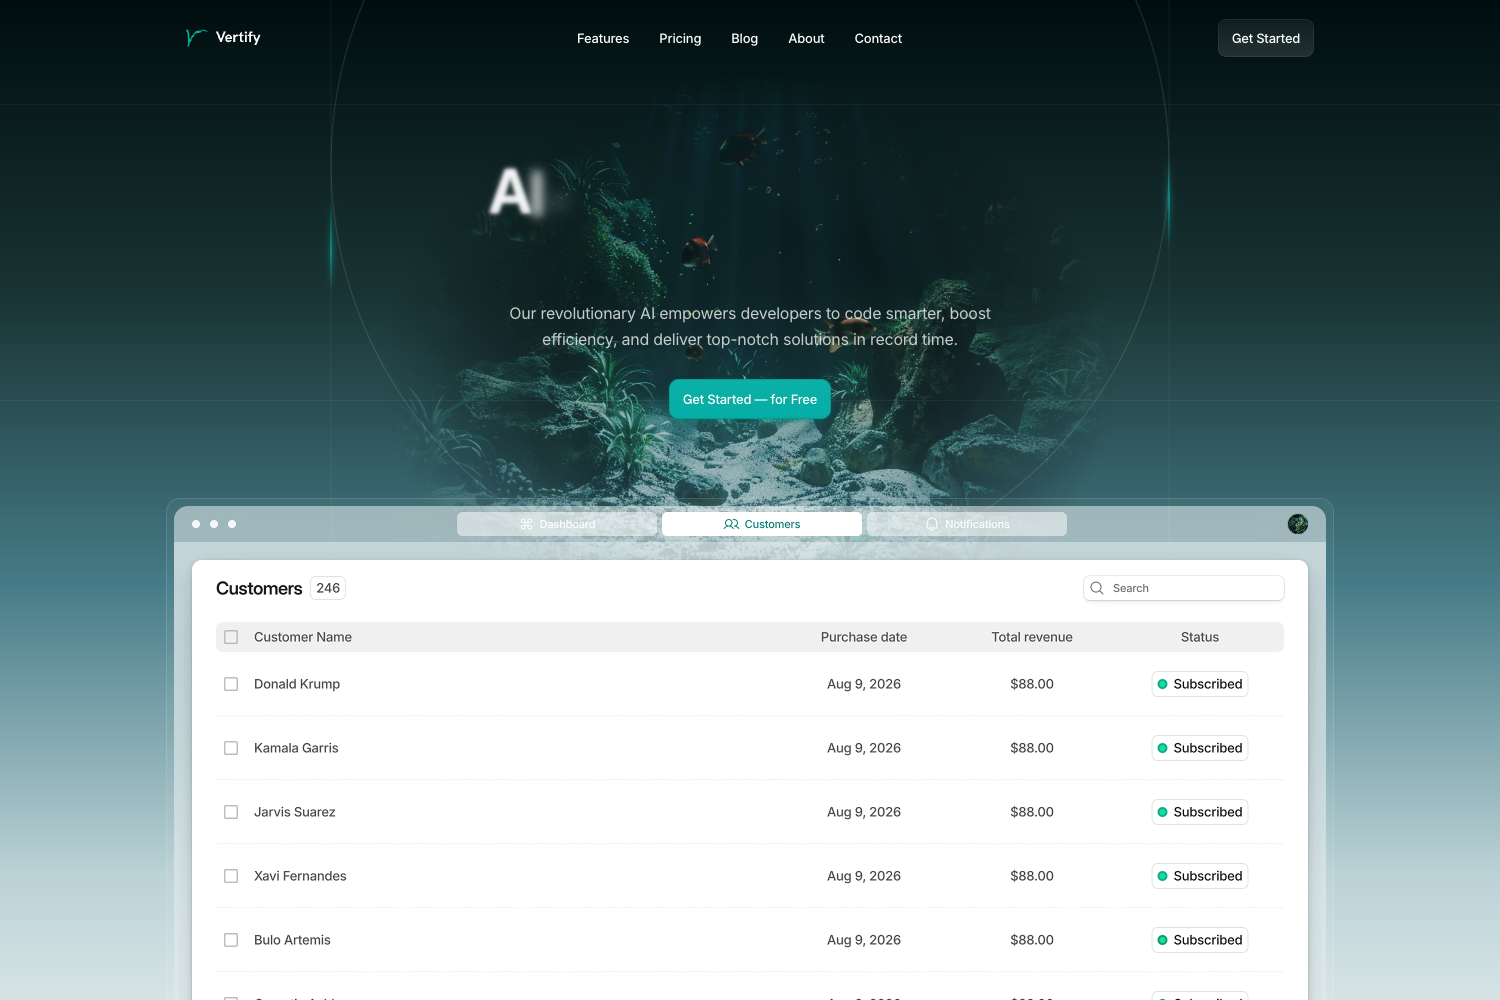 Vertify
Features
Pricing
Blog
About
Contact
Get Started
AI
Our revolutionary AI empowers developers to code smarter, boost
efficiency, and deliver top-notch solutions in record time.
Get Started — for Free
Dashboard
Customers
Notifications
Customers 246
Search
Customer Name Purchase date Total revenue Status
Donald Krump Aug 9, 2026 $88.00 Subscribed
Kamala Garris Aug 9, 2026 $88.00 Subscribed
Jarvis Suarez Aug 9, 2026 $88.00 Subscribed
Xavi Fernandes Aug 9, 2026 $88.00 Subscribed
Bulo Artemis Aug 9, 2026 $88.00 Subscribed